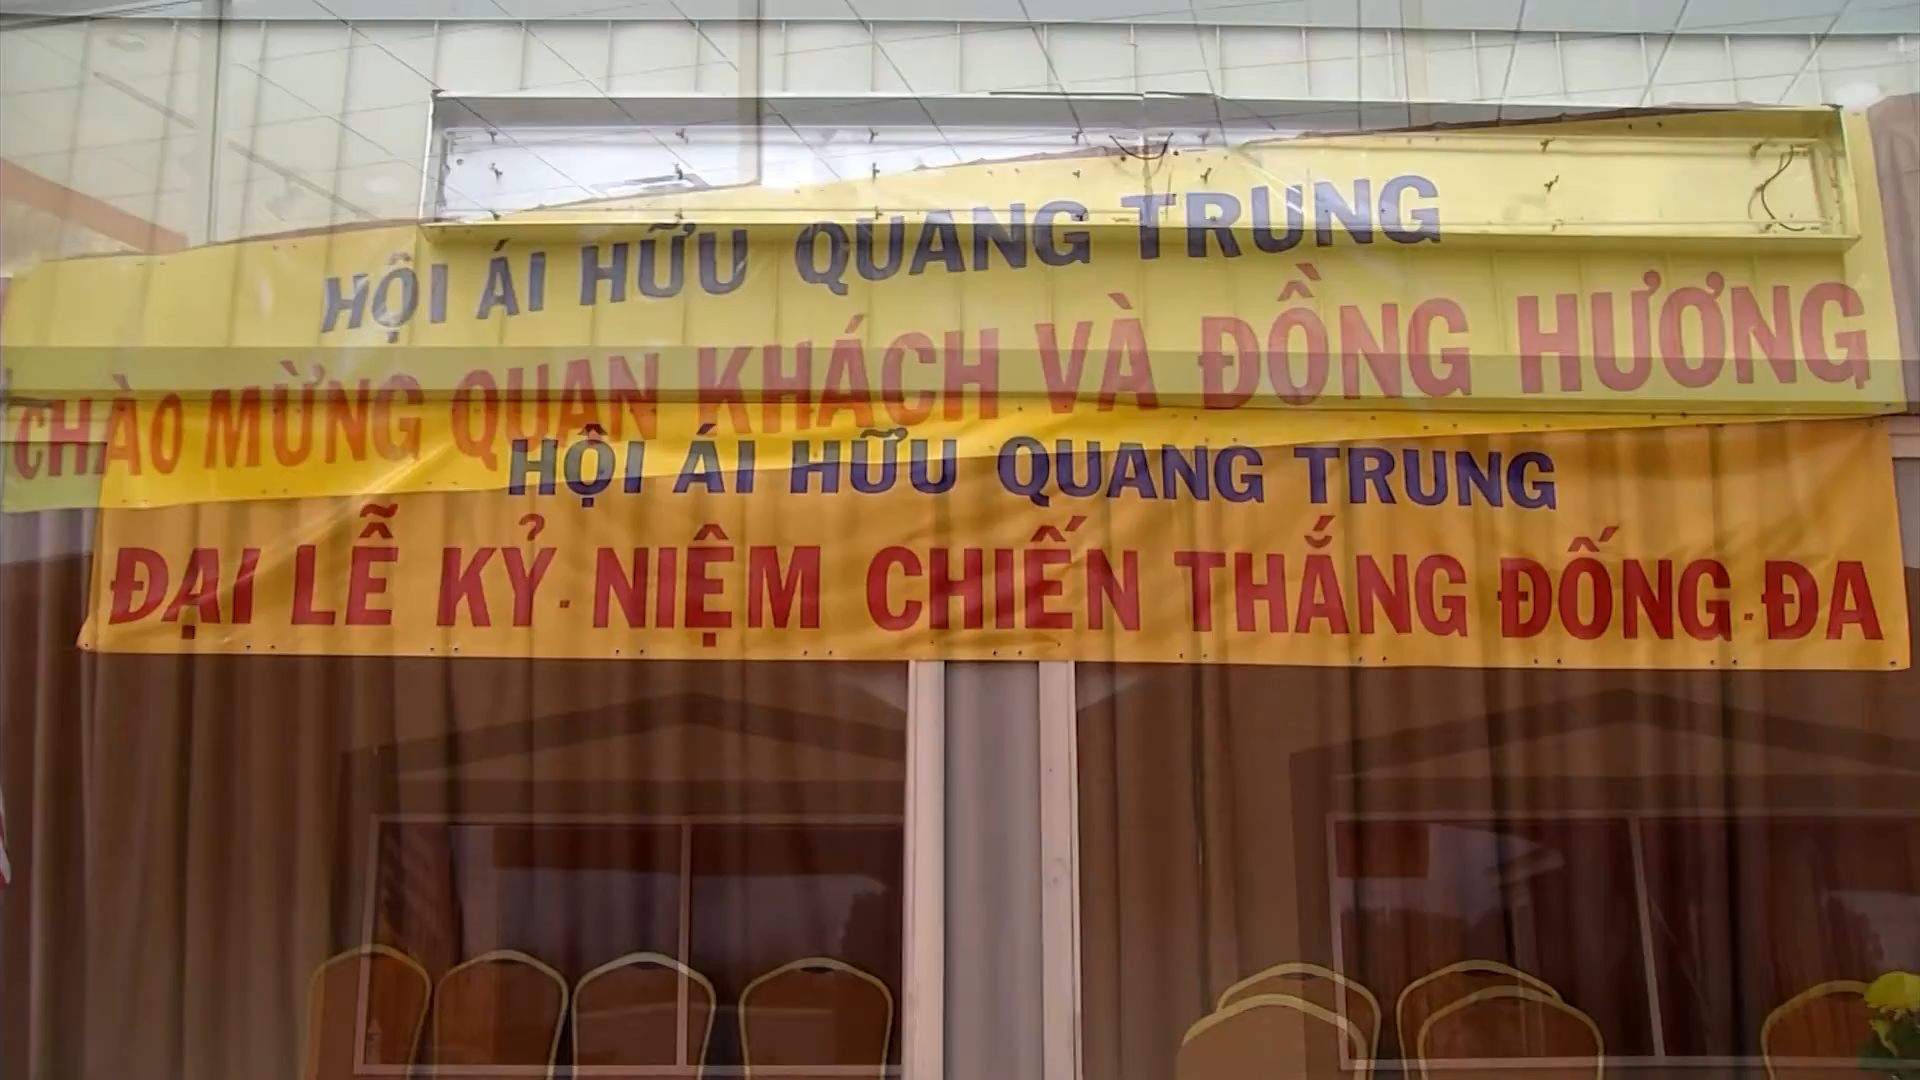 HỘI ÁI HỮU QUANG TRUNG
CHÀO MỪNG QUAN KHÁCH VÀ ĐỒNG HƯƠNG
HỘI ÁI HỮU QUANG TRUNG
ĐẠI LỄ KỶ NIỆM CHIẾN THẮNG ĐỐNG ĐA